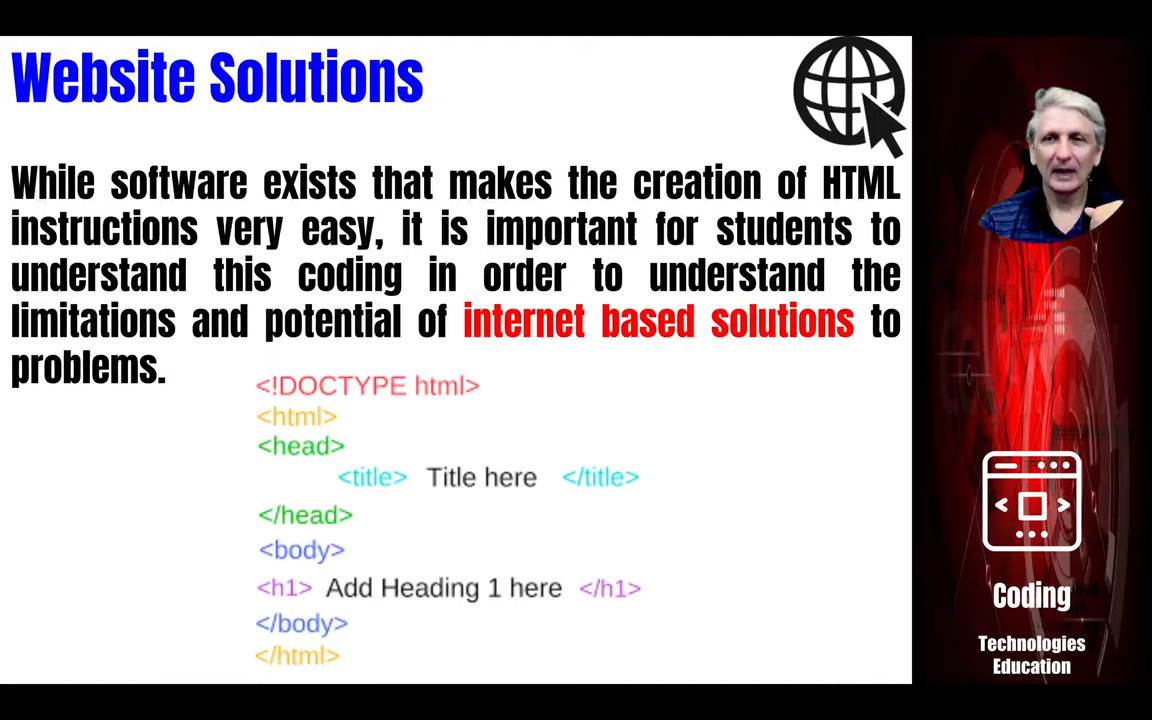 Website Solutions
While software exists that makes the creation of HTML
instructions very easy, it is important for students to
understand this coding in order to understand the
limitations and potential of internet based solutions to
problems.
<!DOCTYPE html>
<html>
<head>
<title> Title here </title>
</head>
<body>
<h1> Add Heading 1 here </h1>
</body>
</html>
Coding
Technologies
Education